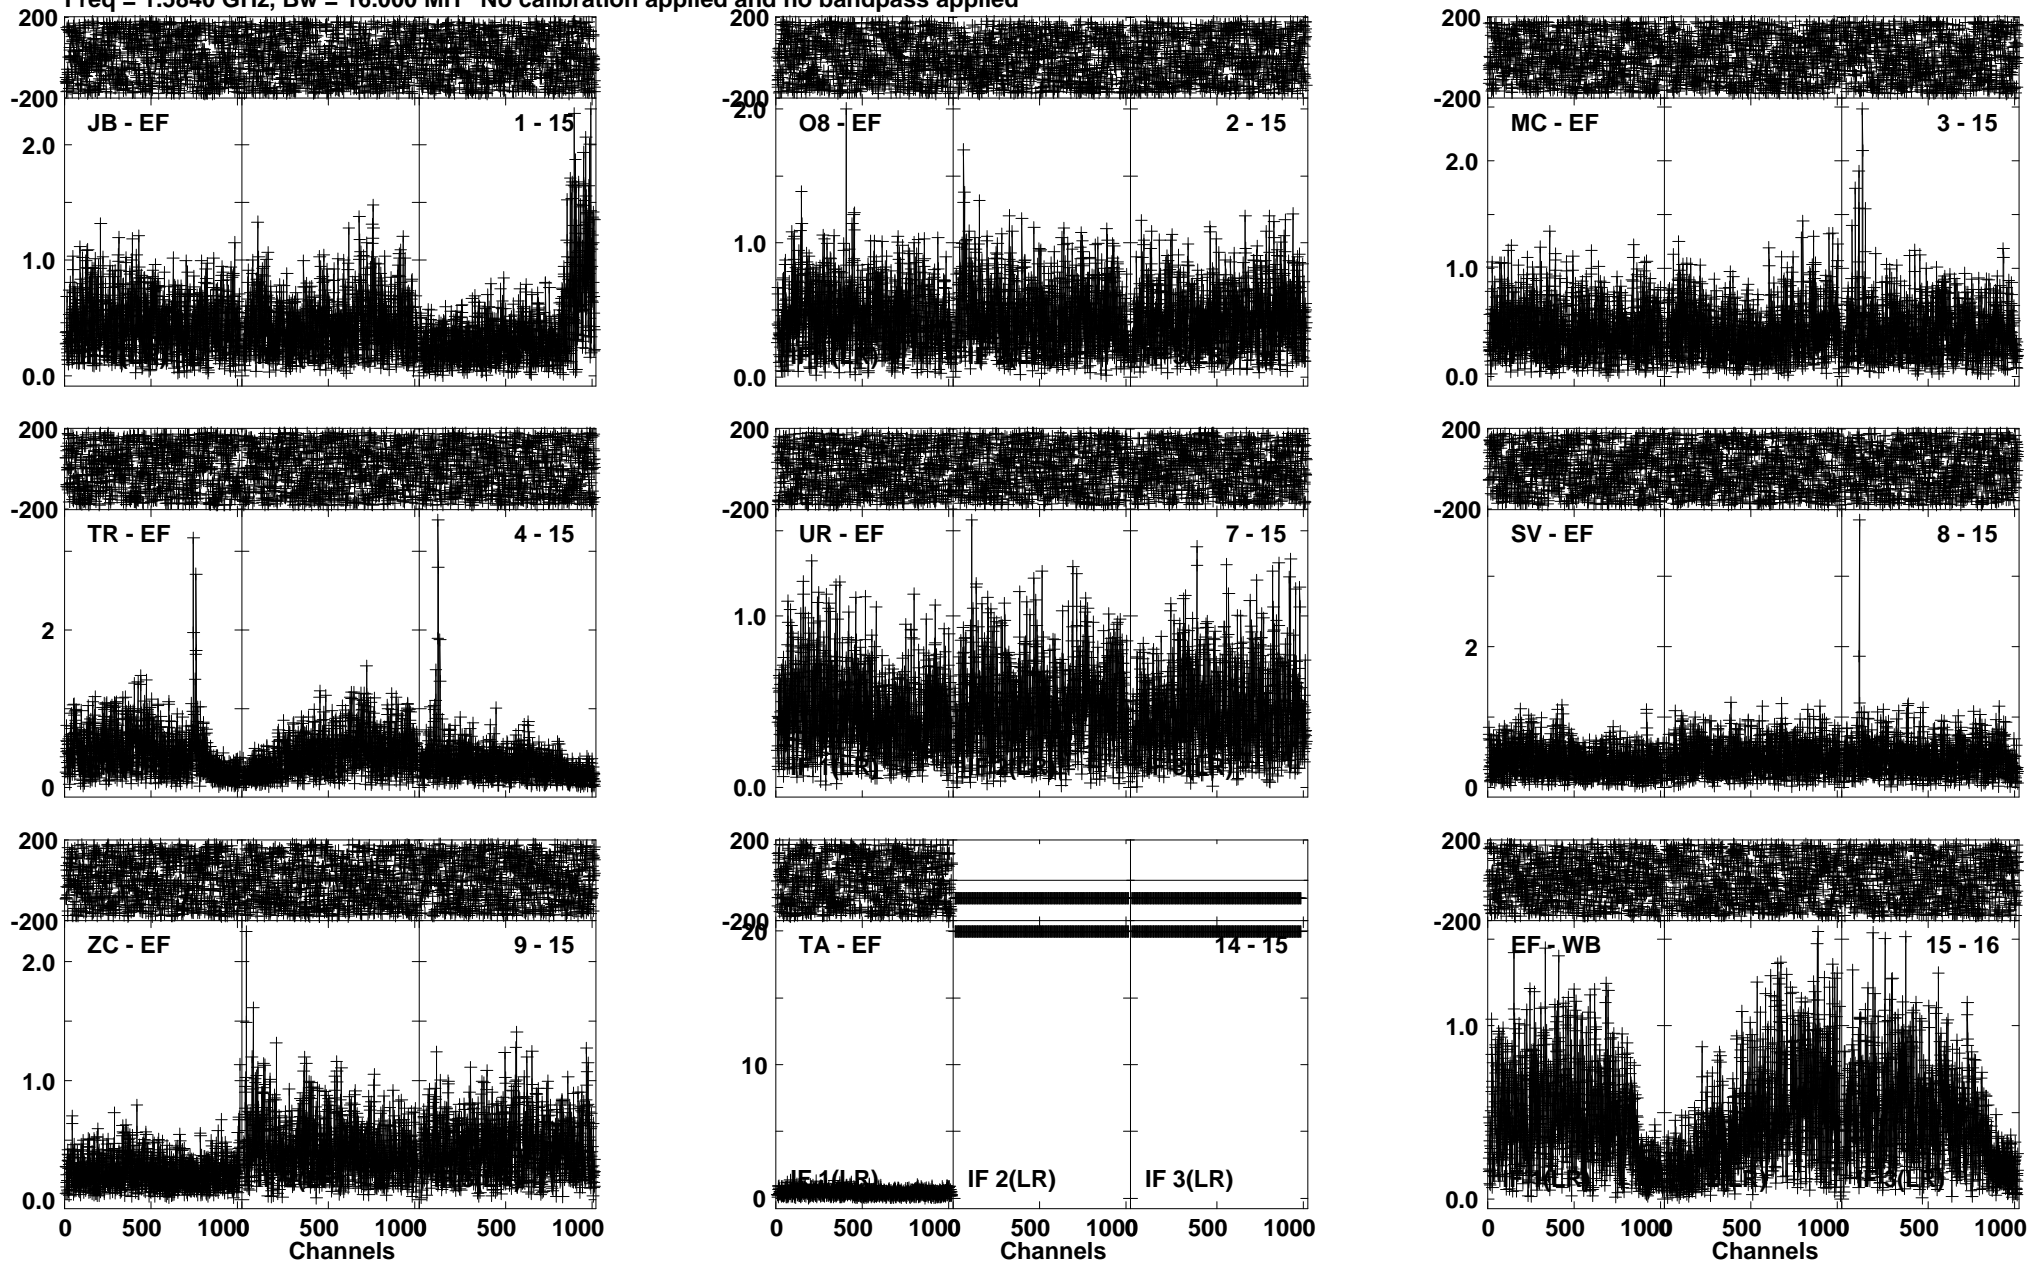 Freq = 1.5840 GHz, Bw = 16.000 MH No calibration applied and no bandpass applied
200 200 200
-200 -200 -200
JB - EF 1 - 15 O8 - EF 2 - 15 MC - EF 3 - 15
2.0 2.0 2.0
1.0 1.0 1.0
0.0 0.0 0.0
200 200 200
-200 -200 -200
TR - EF 4 - 15 UR - EF 7 - 15 SV - EF 8 - 15
2 1.0 2
0 0.0 0
200 200 200
-200 -200 -200
ZC - EF 9 - 15 TA - EF 14 - 15 EF - WB 15 - 16
2.0 20
1.0 10 1.0
0.0 0 0.0
IF 1(LR) IF 2(LR) IF 3(LR)
0 500 1000 500 1000 500 0 500 1000 500 1000 500 1000 0 500 1000 500 1000 500 1000
Channels Channels